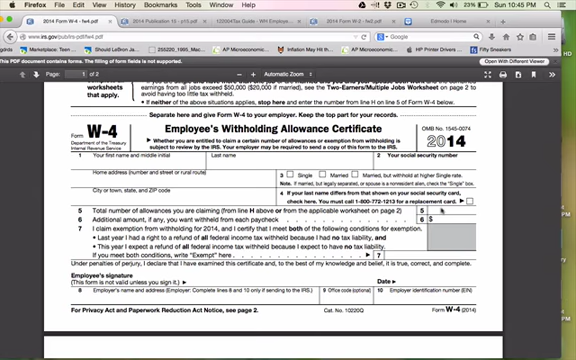 Firefox File Edit View History Bookmarks Tools Window Help Sun 10:45 PM
2014 Form W-4 - fw4.pdf 2014 Publication 15 - p15.pdf 2014 Form W-2 - fw2.pdf Edmodo | Home
www.irs.gov/pub/irs-pdf/fw4.pdf Google
Marketplace: Teen Should LeBron Ja... AP Microeconomics Inflation May Hit th... AP Macroeconomics HP Printer Drivers Fifty Sneakers
This PDF document contains forms. The filling of form fields is not supported. Open With Different Viewer
Page: 1 of 2 Automatic Zoom
worksheets
that apply.
earnings from all jobs exceed $50,000 ($20,000 if married), see the Two-Earners/Multiple Jobs Worksheet on page 2 to
avoid having too little tax withheld.
• If neither of the above situations applies, stop here and enter the number from line H on line 5 of Form W-4 below.
Separate here and give Form W-4 to your employer. Keep the top part for your records.
Form W-4
Department of the Treasury
Internal Revenue Service
Employee's Withholding Allowance Certificate
▶ Whether you are entitled to claim a certain number of allowances or exemption from withholding is
subject to review by the IRS. Your employer may be required to send a copy of this form to the IRS.
OMB No. 1545-0074
2014
1 Your first name and middle initial Last name 2 Your social security number
Home address (number and street or rural route)
3 Single Married Married, but withhold at higher Single rate.
Note. If married, but legally separated, or spouse is a nonresident alien, check the "Single" box.
City or town, state, and ZIP code
4 If your last name differs from that shown on your social security card,
check here. You must call 1-800-772-1213 for a replacement card. ▶
5 Total number of allowances you are claiming (from line H above or from the applicable worksheet on page 2) 5
6 Additional amount, if any, you want withheld from each paycheck 6 $
7 I claim exemption from withholding for 2014, and I certify that I meet both of the following conditions for exemption.
• Last year I had a right to a refund of all federal income tax withheld because I had no tax liability, and
• This year I expect a refund of all federal income tax withheld because I expect to have no tax liability.
If you meet both conditions, write "Exempt" here ▶ 7
Under penalties of perjury, I declare that I have examined this certificate and, to the best of my knowledge and belief, it is true, correct, and complete.
Employee's signature
(This form is not valid unless you sign it.) ▶ Date ▶
8 Employer's name and address (Employer: Complete lines 8 and 10 only if sending to the IRS.) 9 Office code (optional) 10 Employer identification number (EIN)
For Privacy Act and Paperwork Reduction Act Notice, see page 2. Cat. No. 10220Q Form W-4 (2014)